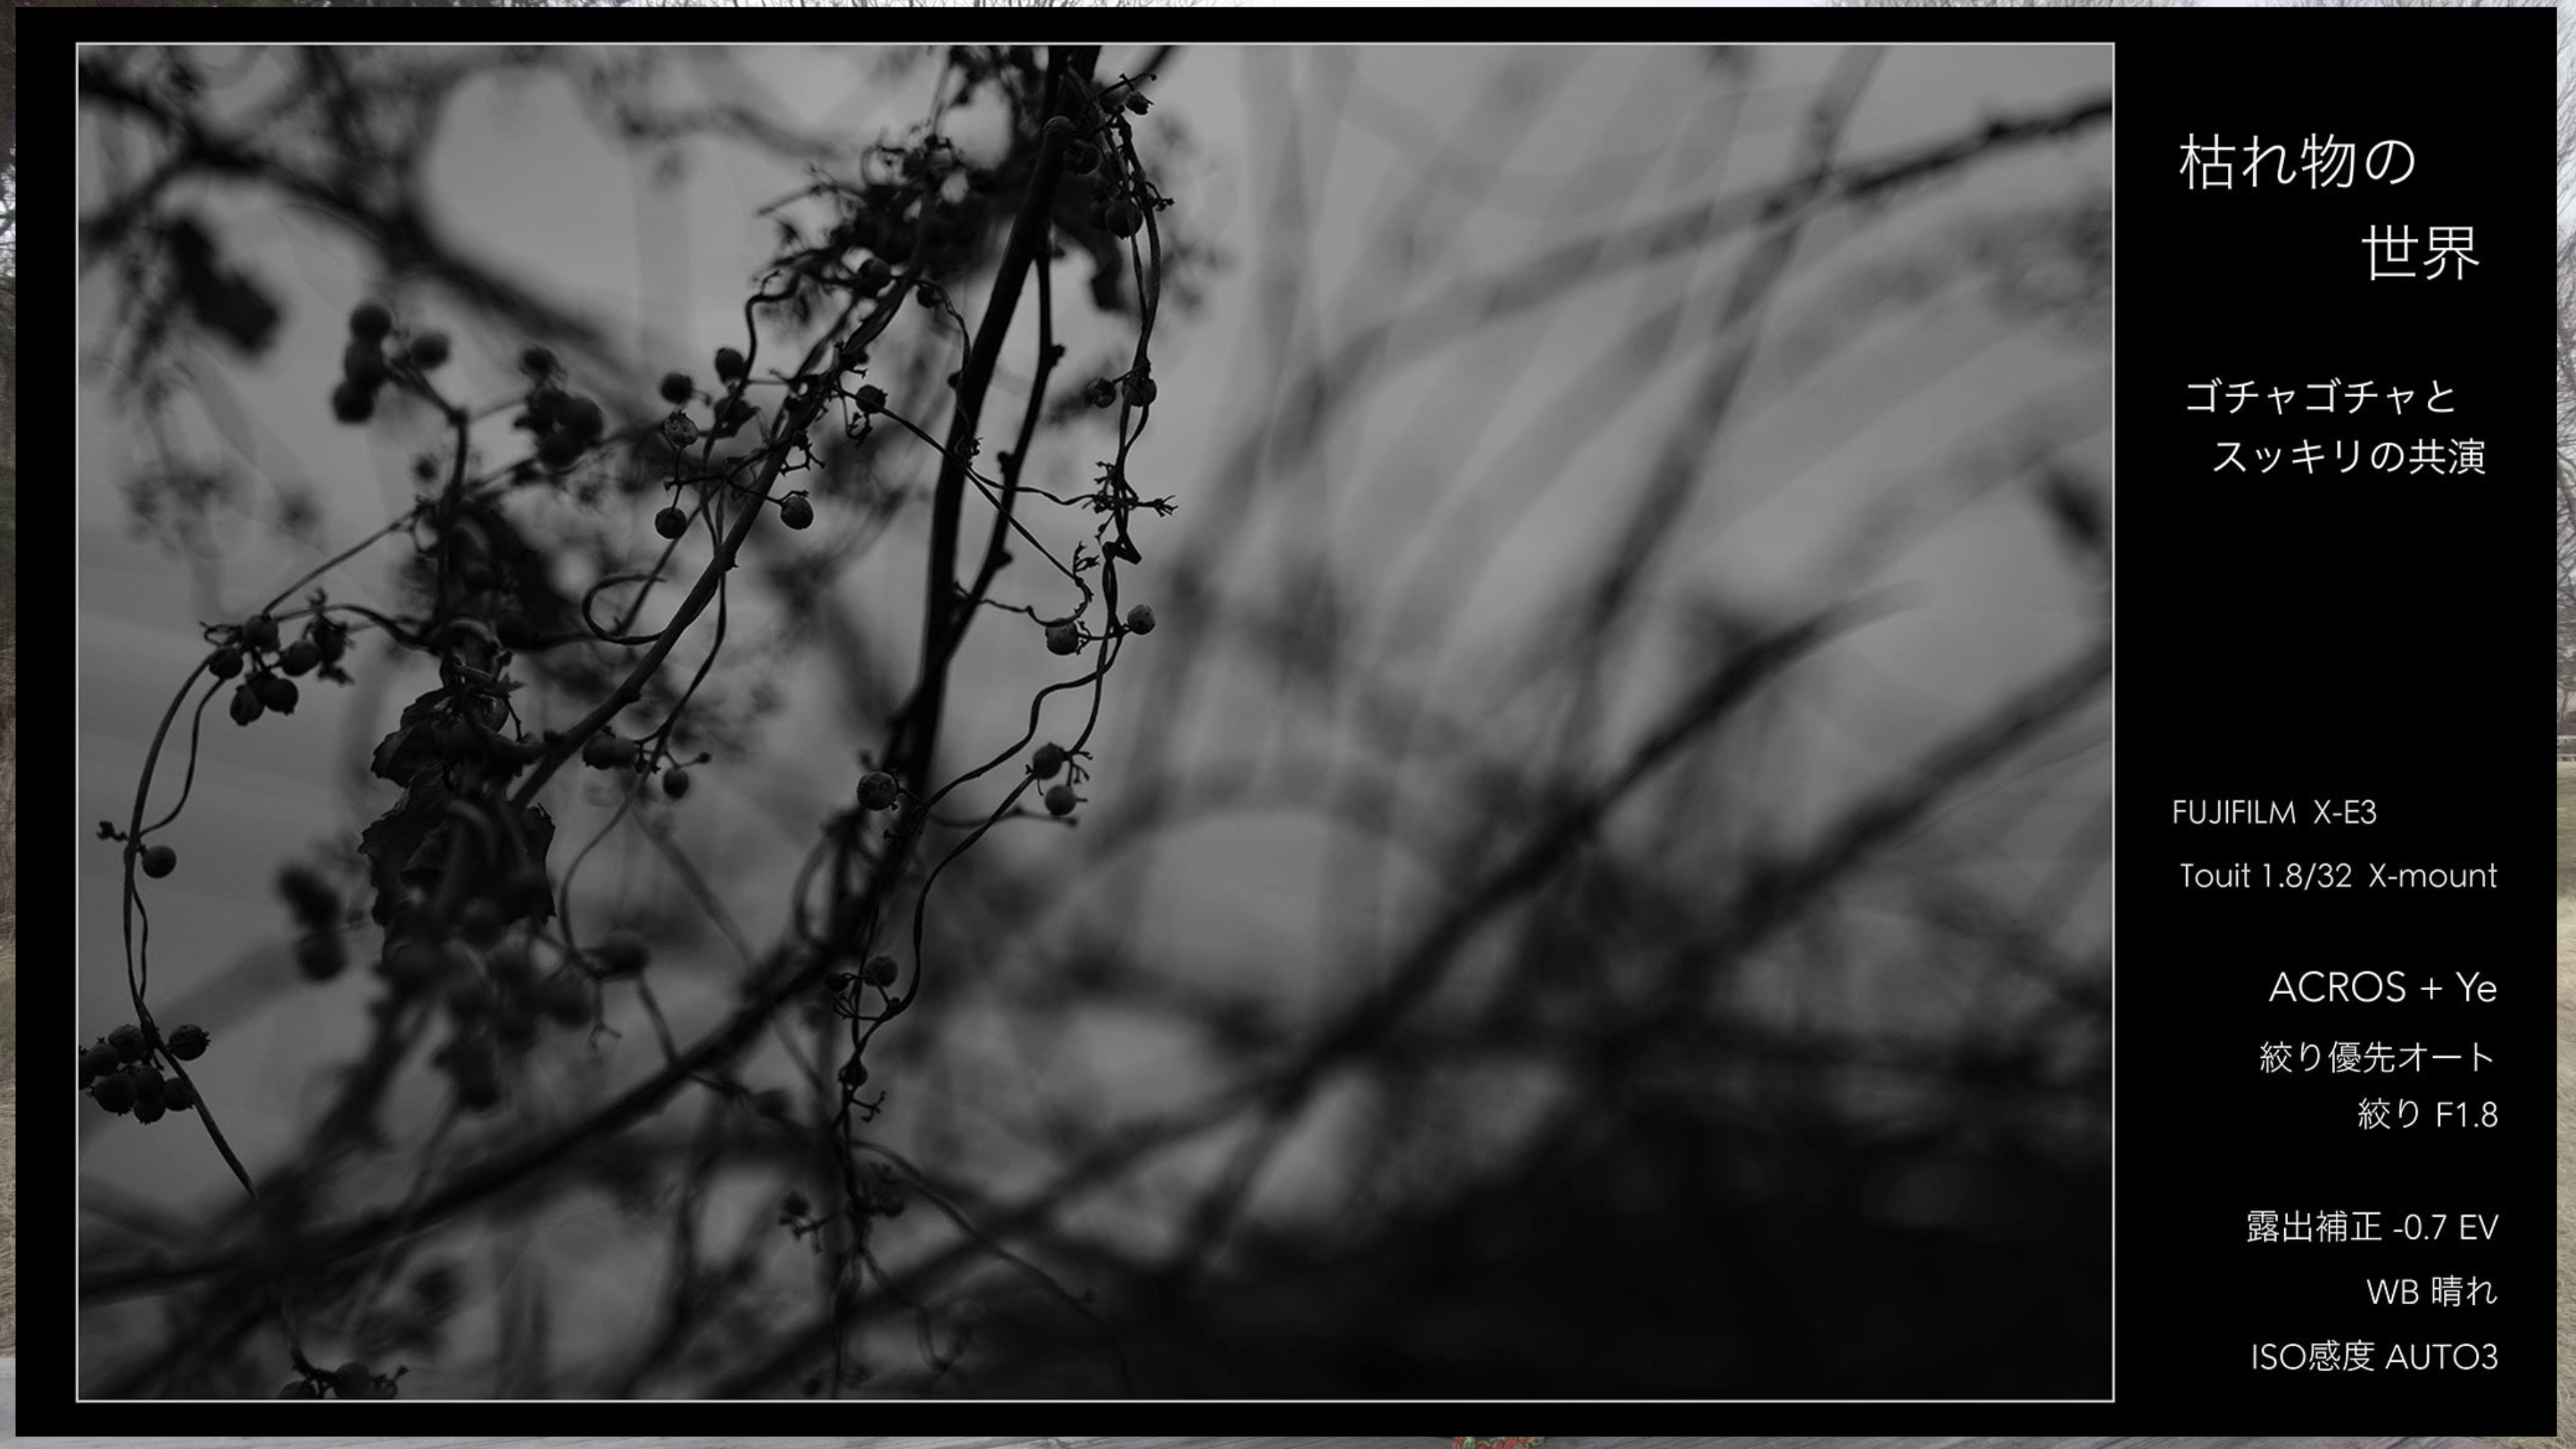 枯れ物の
世界
ゴチャゴチャと
スッキリの共演
FUJIFILM X-E3
Touit 1.8/32 X-mount
ACROS + Ye
絞り優先オート
絞り F1.8
露出補正 -0.7 EV
WB 晴れ
ISO感度 AUTO3